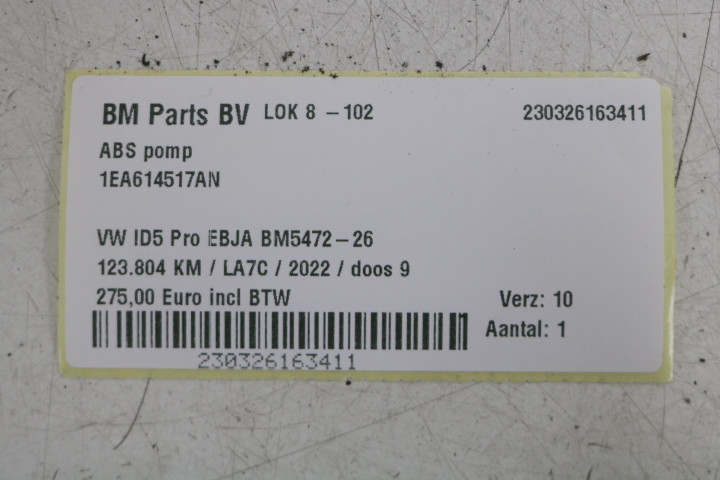 BM Parts BV LOK 8 - 102 230326163411
ABS pomp
1EA614517AN
VW ID5 Pro EBJA BM5472-26
123.804 KM / LA7C / 2022 / doos 9
275,00 Euro incl BTW Verz: 10
Aantal: 1
230326163411